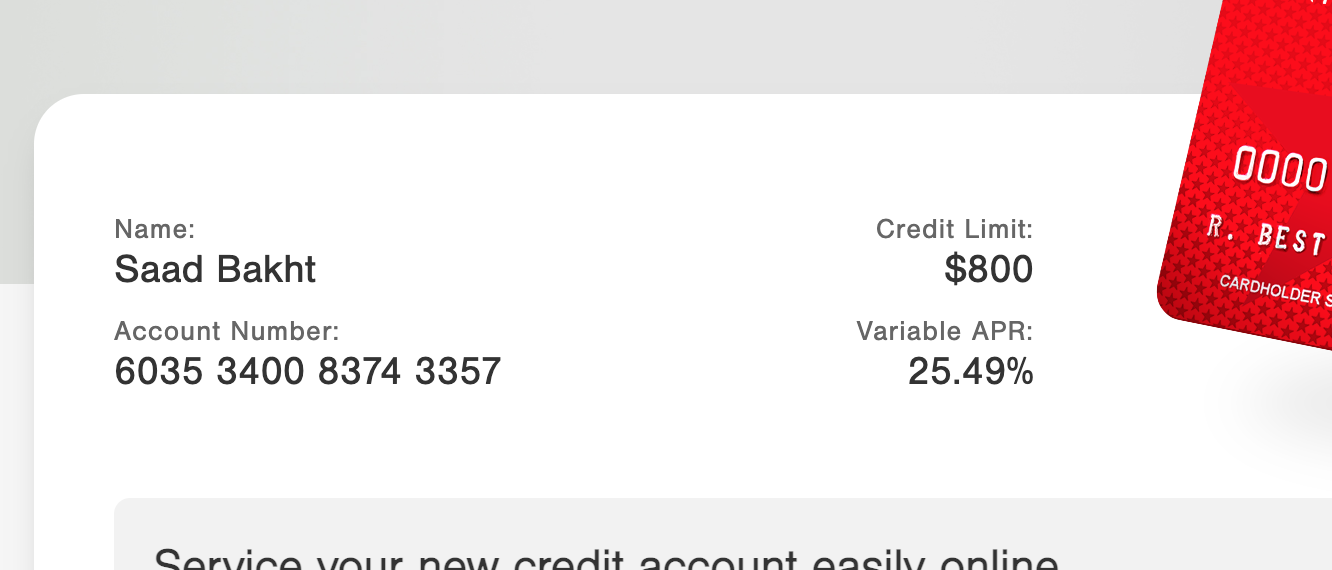 Name:
Saad Bakht
Account Number:
6035 3400 8374 3357
Credit Limit:
$800
Variable APR:
25.49%
0000
R. BEST
CARDHOLDER S
Service your new credit account easily online